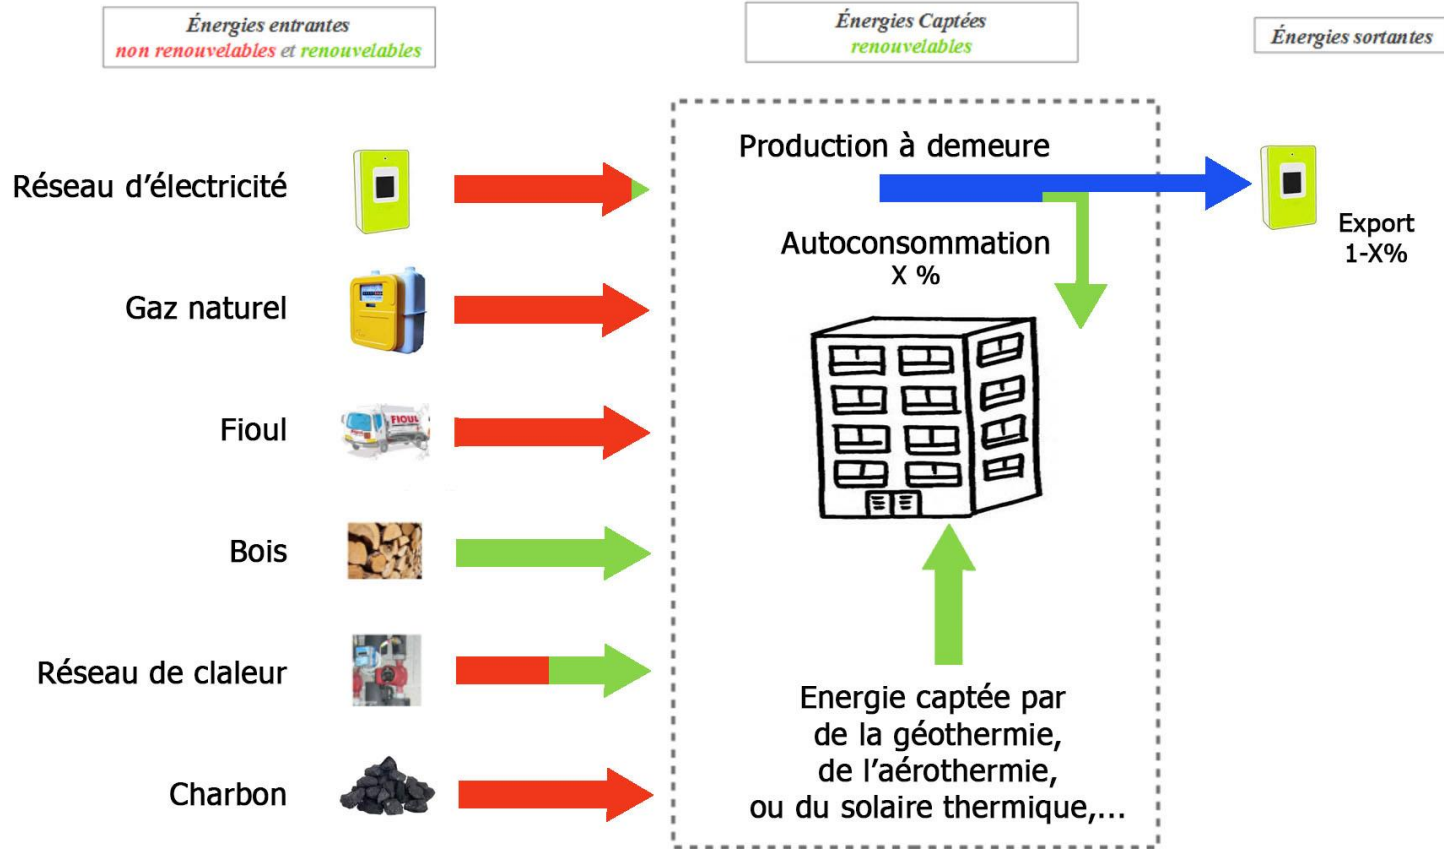 Énergies entrantes
non renouvelables et renouvelables
Énergies Captées
renouvelables
Énergies sortantes
Réseau d'électricité
Gaz naturel
Fioul
FIOUL
Bois
Réseau de claleur
Charbon
Production à demeure
Autoconsommation
X %
Export
1-X%
Energie captée par
de la géothermie,
de l'aérothermie,
ou du solaire thermique,...